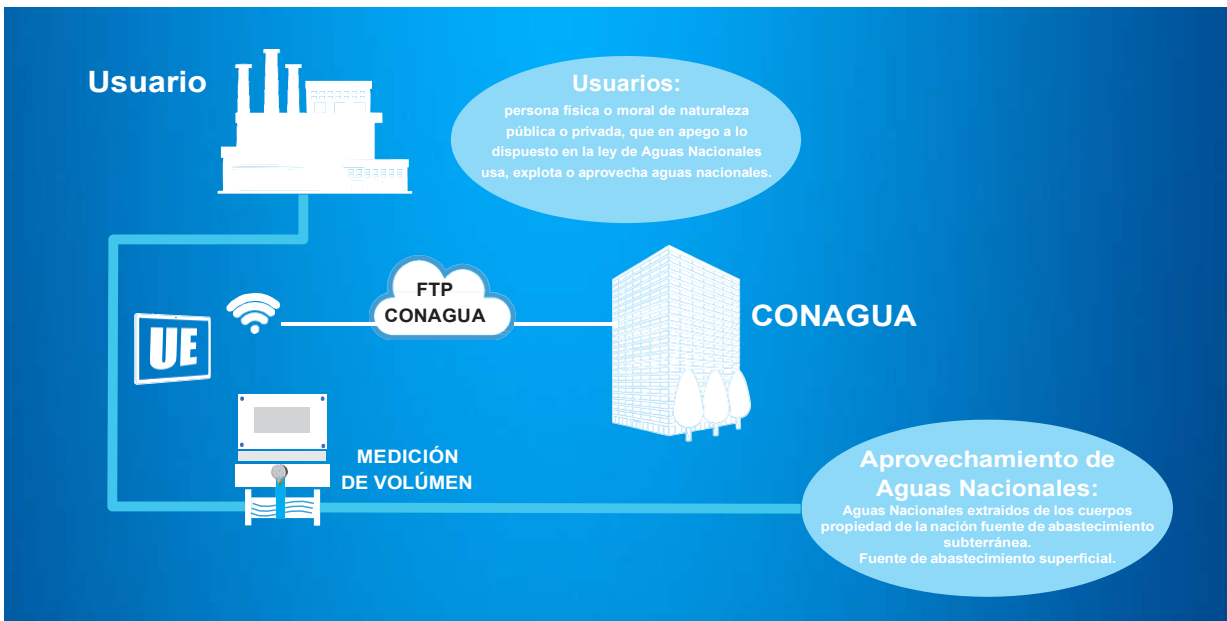 Usuario
Usuarios:
persona física o moral de naturaleza
pública o privada, que en apego a lo
dispuesto en la ley de Aguas Nacionales
usa, explota o aprovecha aguas nacionales.
FTP
CONAGUA
CONAGUA
UE
MEDICIÓN
DE VOLÚMEN
Aprovechamiento de
Aguas Nacionales:
Aguas Nacionales extraídos de los cuerpos
propiedad de la nación fuente de abastecimiento
subterránea.
Fuente de abastecimiento superficial.